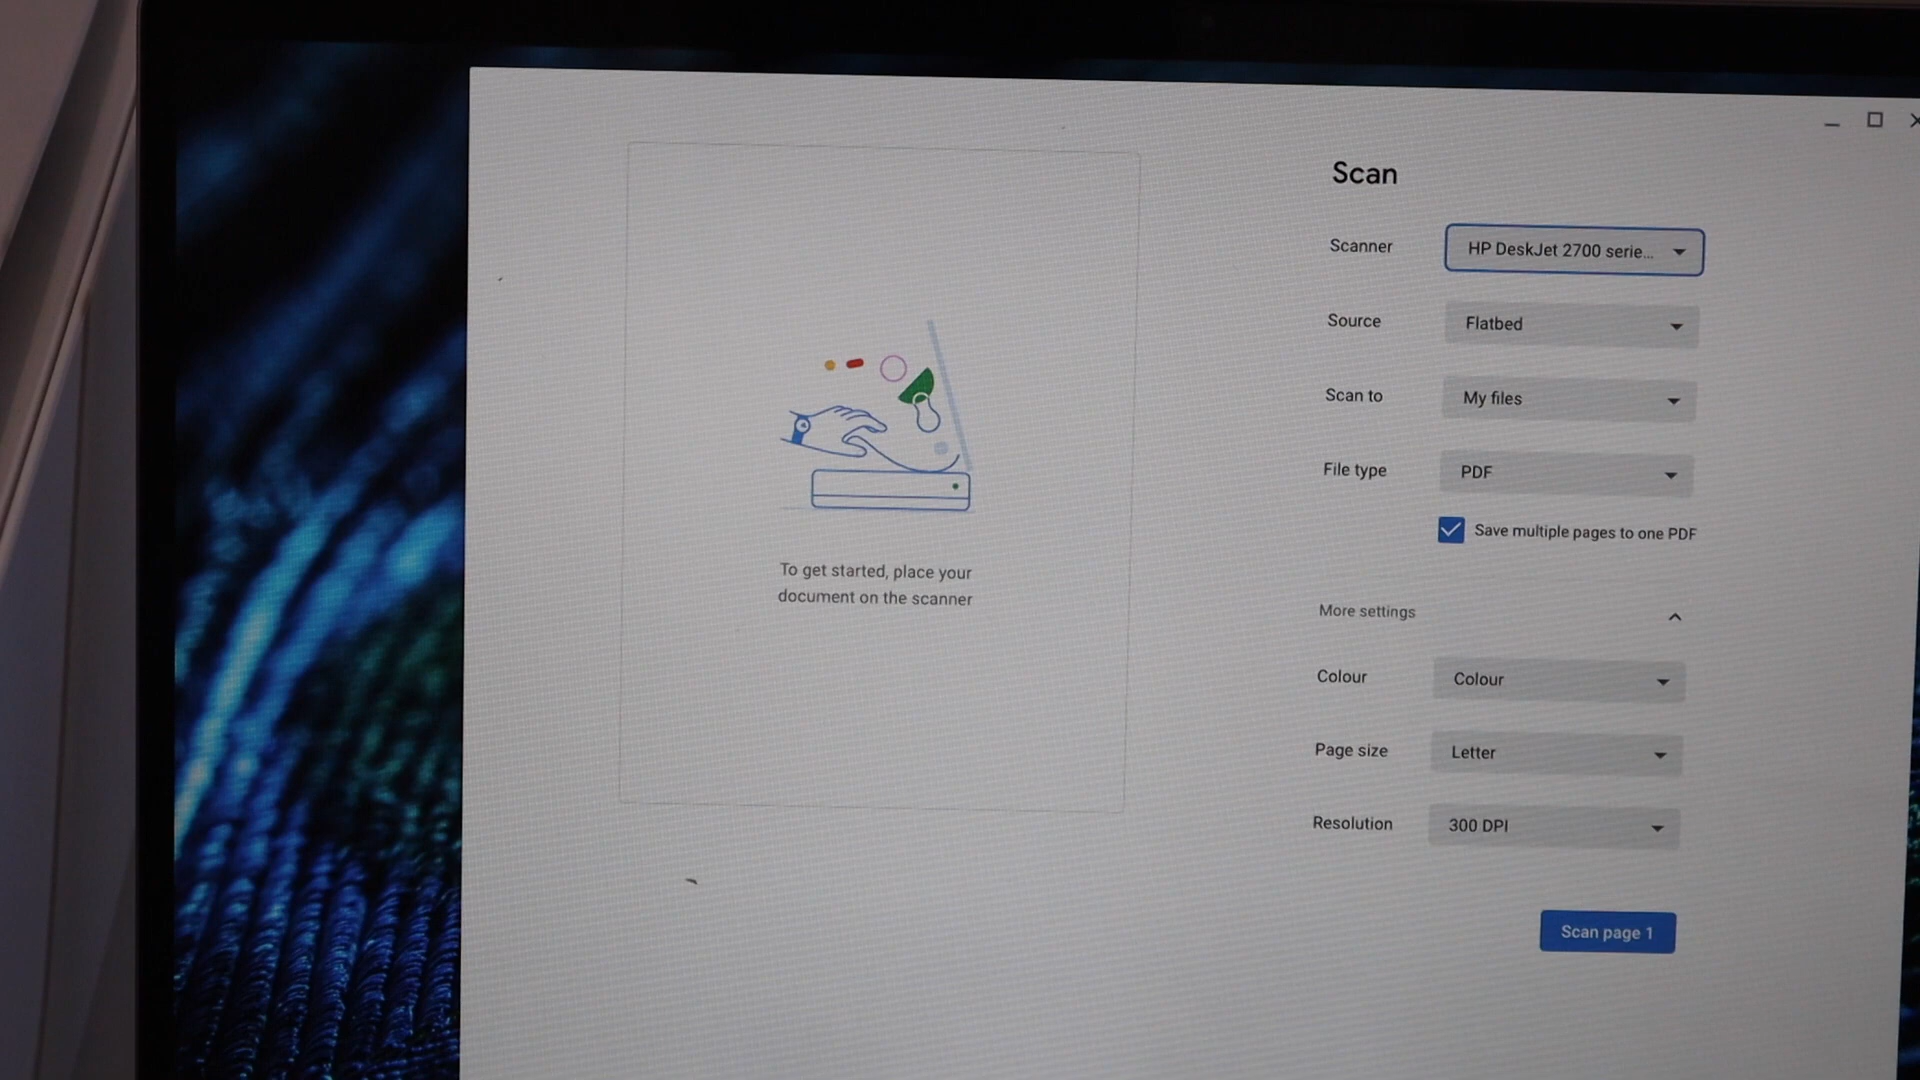 Scan
Scanner
HP DeskJet 2700 serie...
Source
Flatbed
Scan to
My files
File type
PDF
Save multiple pages to one PDF
More settings
Colour
Colour
Page size
Letter
Resolution
300 DPI
Scan page 1
To get started, place your
document on the scanner